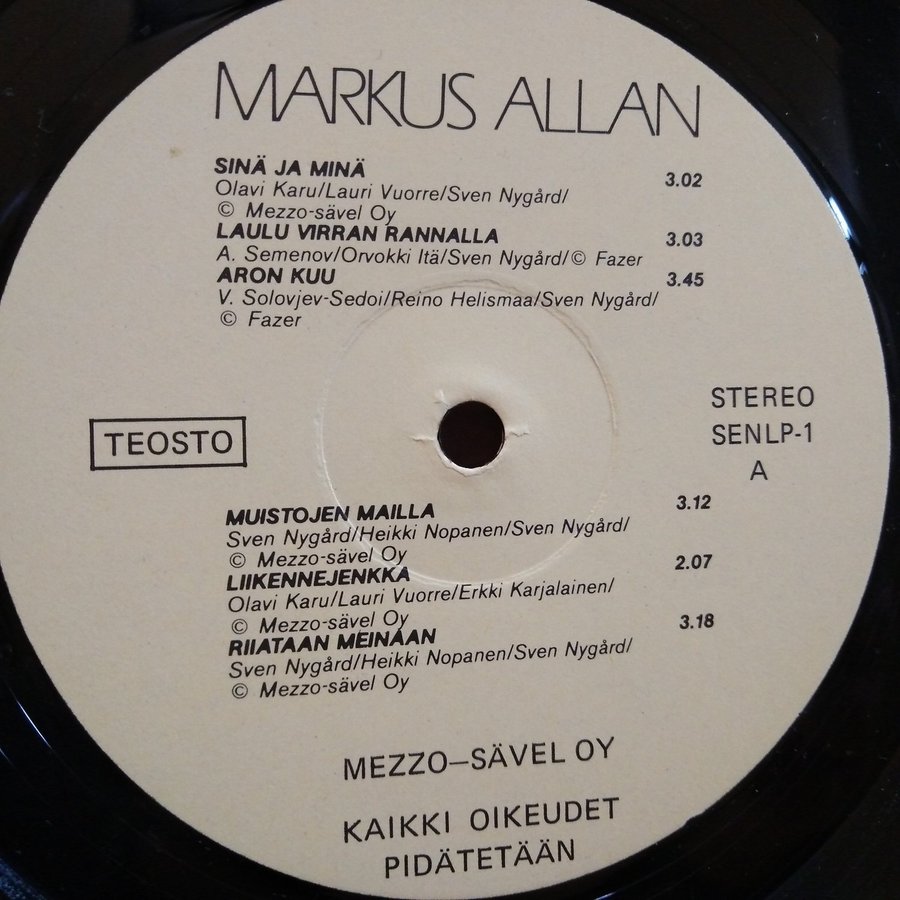 MARKUS ALLAN
SINÄ JA MINÄ 3.02
Olavi Karu/Lauri Vuorre/Sven Nygård/
© Mezzo-sävel Oy
LAULU VIRRAN RANNALLA 3.03
A. Semenov/Orvokki Itä/Sven Nygård/© Fazer
ARON KUU 3.45
V. Solovjev-Sedoi/Reino Helismaa/Sven Nygård/
© Fazer
TEOSTO
STEREO
SENLP-1
A
MUISTOJEN MAILLA 3.12
Sven Nygård/Heikki Nopanen/Sven Nygård/
© Mezzo-sävel Oy
LIIKENNEJENKKA 2.07
Olavi Karu/Lauri Vuorre/Erkki Karjalainen/
© Mezzo-sävel Oy
RIIATAAN MEINAAN 3.18
Sven Nygård/Heikki Nopanen/Sven Nygård/
© Mezzo-sävel Oy
MEZZO–SÄVEL OY
KAIKKI OIKEUDET
PIDÄTETÄÄN